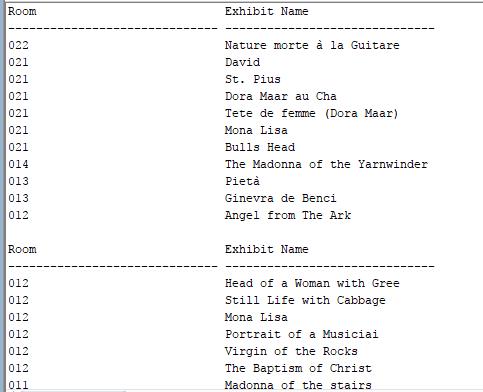 Room Exhibit Name
------------------------------ -----------------------------
022 Nature morte à la Guitare
021 David
021 St. Pius
021 Dora Maar au Cha
021 Tete de femme (Dora Maar)
021 Mona Lisa
021 Bulls Head
014 The Madonna of the Yarnwinder
013 Pietà
013 Ginevra de Benci
012 Angel from The Ark
Room Exhibit Name
------------------------------ -----------------------------
012 Head of a Woman with Gree
012 Still Life with Cabbage
012 Mona Lisa
012 Portrait of a Musiciai
012 Virgin of the Rocks
012 The Baptism of Christ
011 Madonna of the stairs